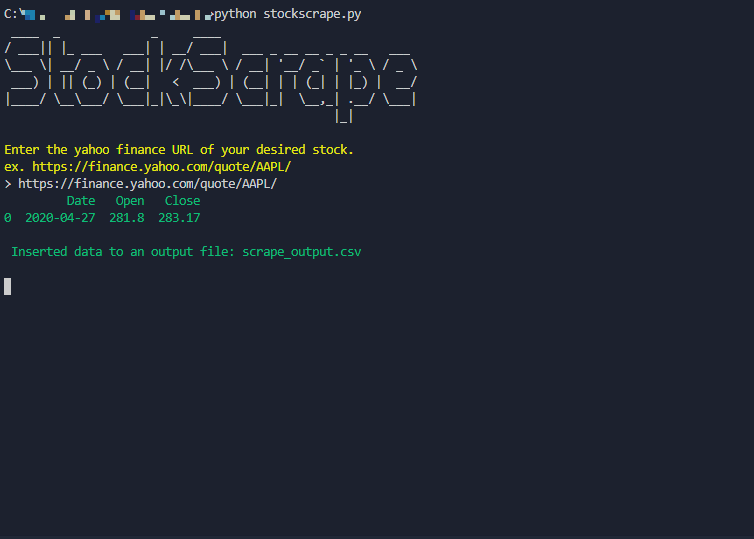 C:\>python stockscrape.py
StockScrape
Enter the yahoo finance URL of your desired stock.
ex. https://finance.yahoo.com/quote/AAPL/
> https://finance.yahoo.com/quote/AAPL/
Date Open Close
0 2020-04-27 281.8 283.17
Inserted data to an output file: scrape_output.csv